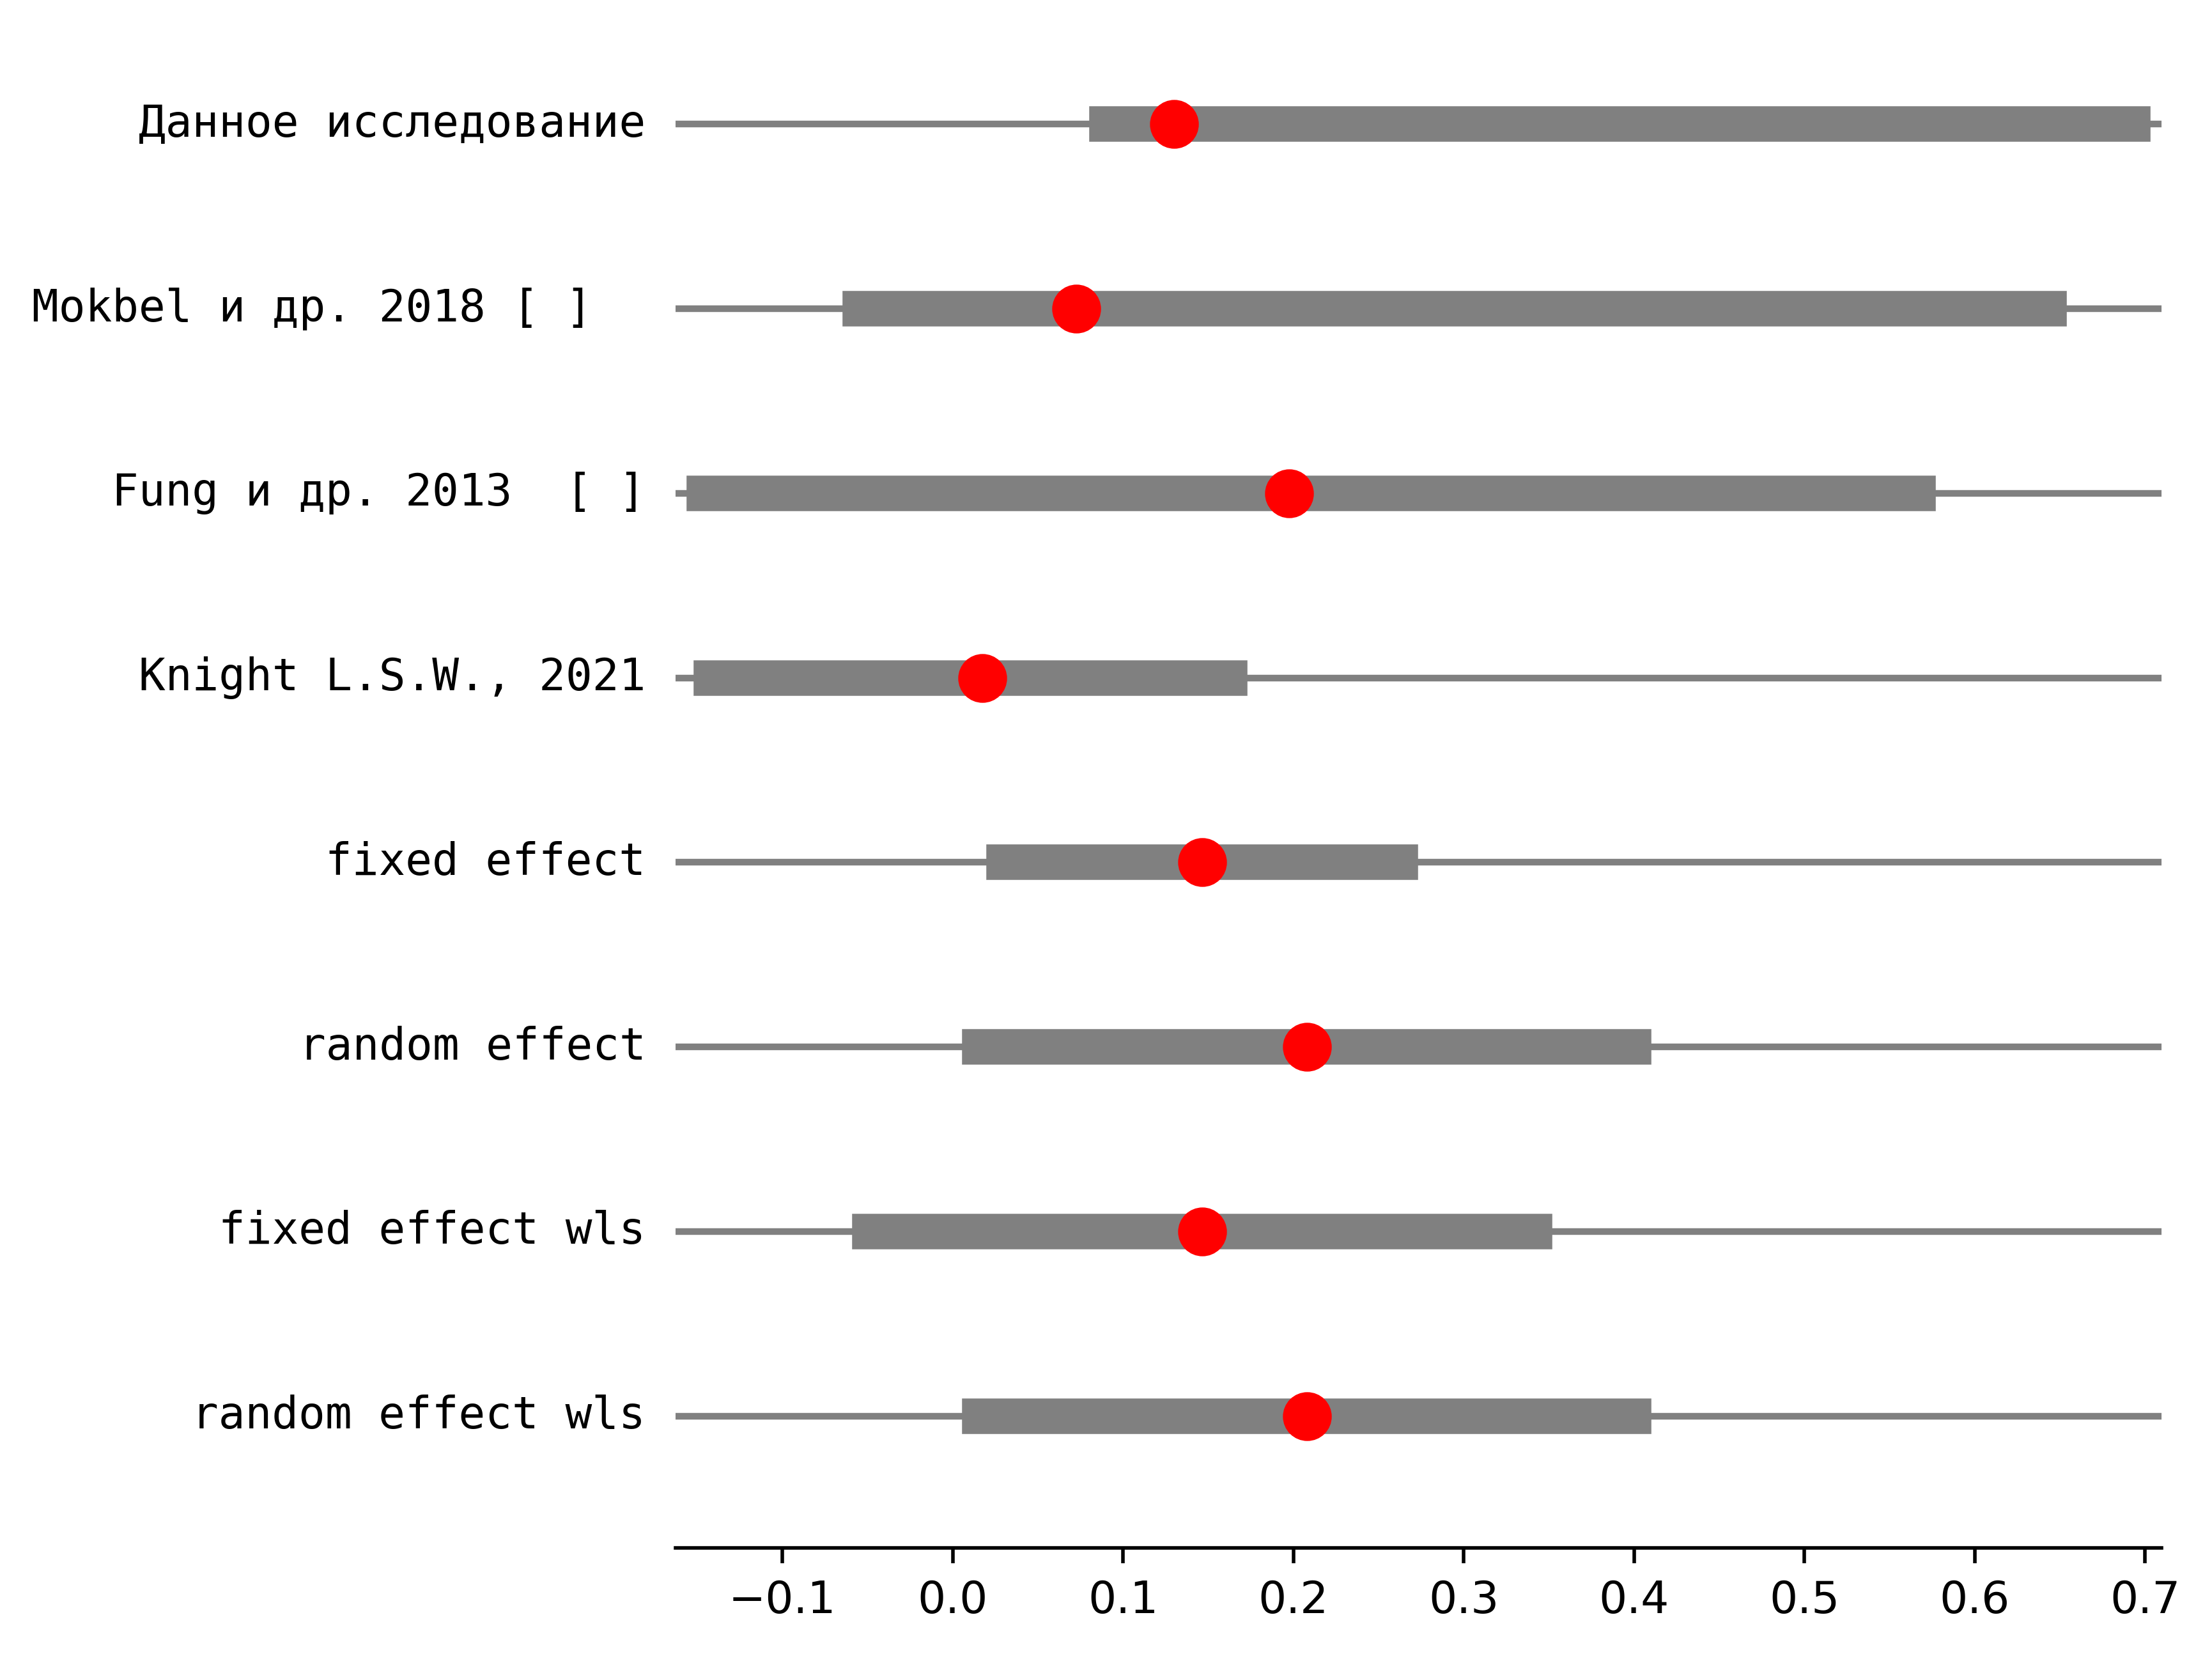 Данное исследование
Mokbel и др. 2018 [ ]
Fung и др. 2013  [ ]
Knight L.S.W., 2021
fixed effect
random effect
fixed effect wls
random effect wls
−0.1 0.0 0.1 0.2 0.3 0.4 0.5 0.6 0.7